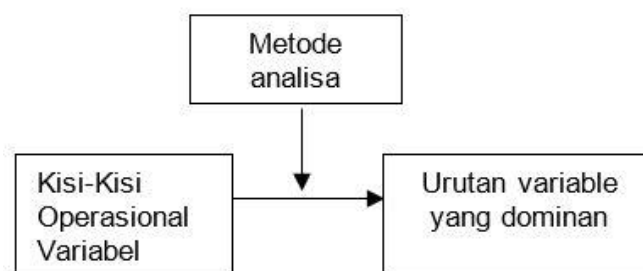 Metode
analisa
Kisi-Kisi
Operasional
Variabel
Urutan variable
yang dominan